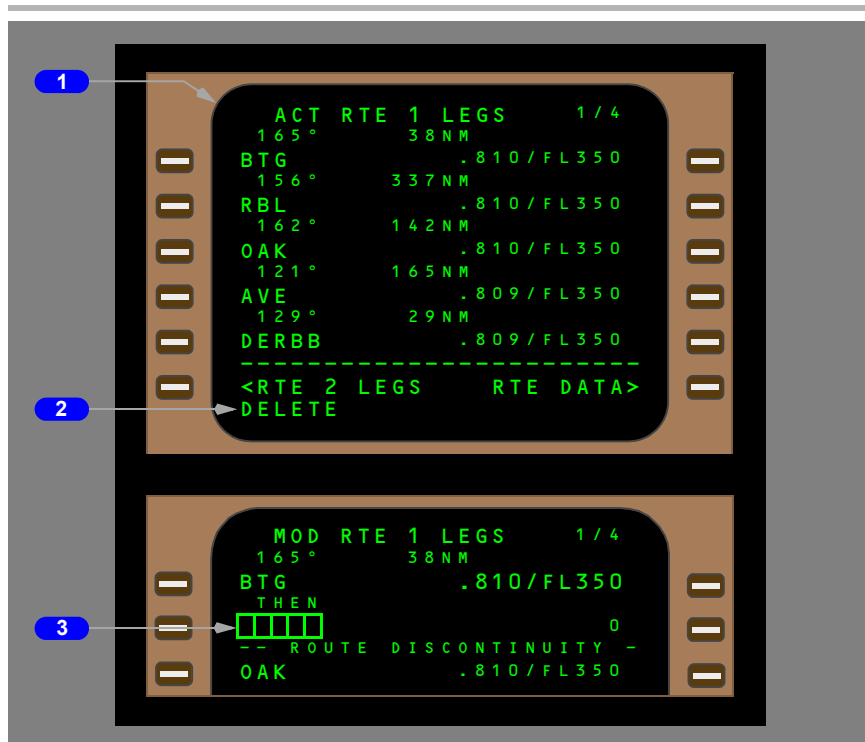 1
ACT RTE 1 LEGS 1/4
165° 38NM
BTG .810/FL350
156° 337NM
RBL .810/FL350
162° 142NM
OAK .810/FL350
121° 165NM
AVE .809/FL350
129° 29NM
DERBB .809/FL350
------------------------
<RTE 2 LEGS RTE DATA>
2
DELETE
MOD RTE 1 LEGS 1/4
165° 38NM
BTG .810/FL350
THEN
3
0
-- ROUTE DISCONTINUITY -
OAK .810/FL350